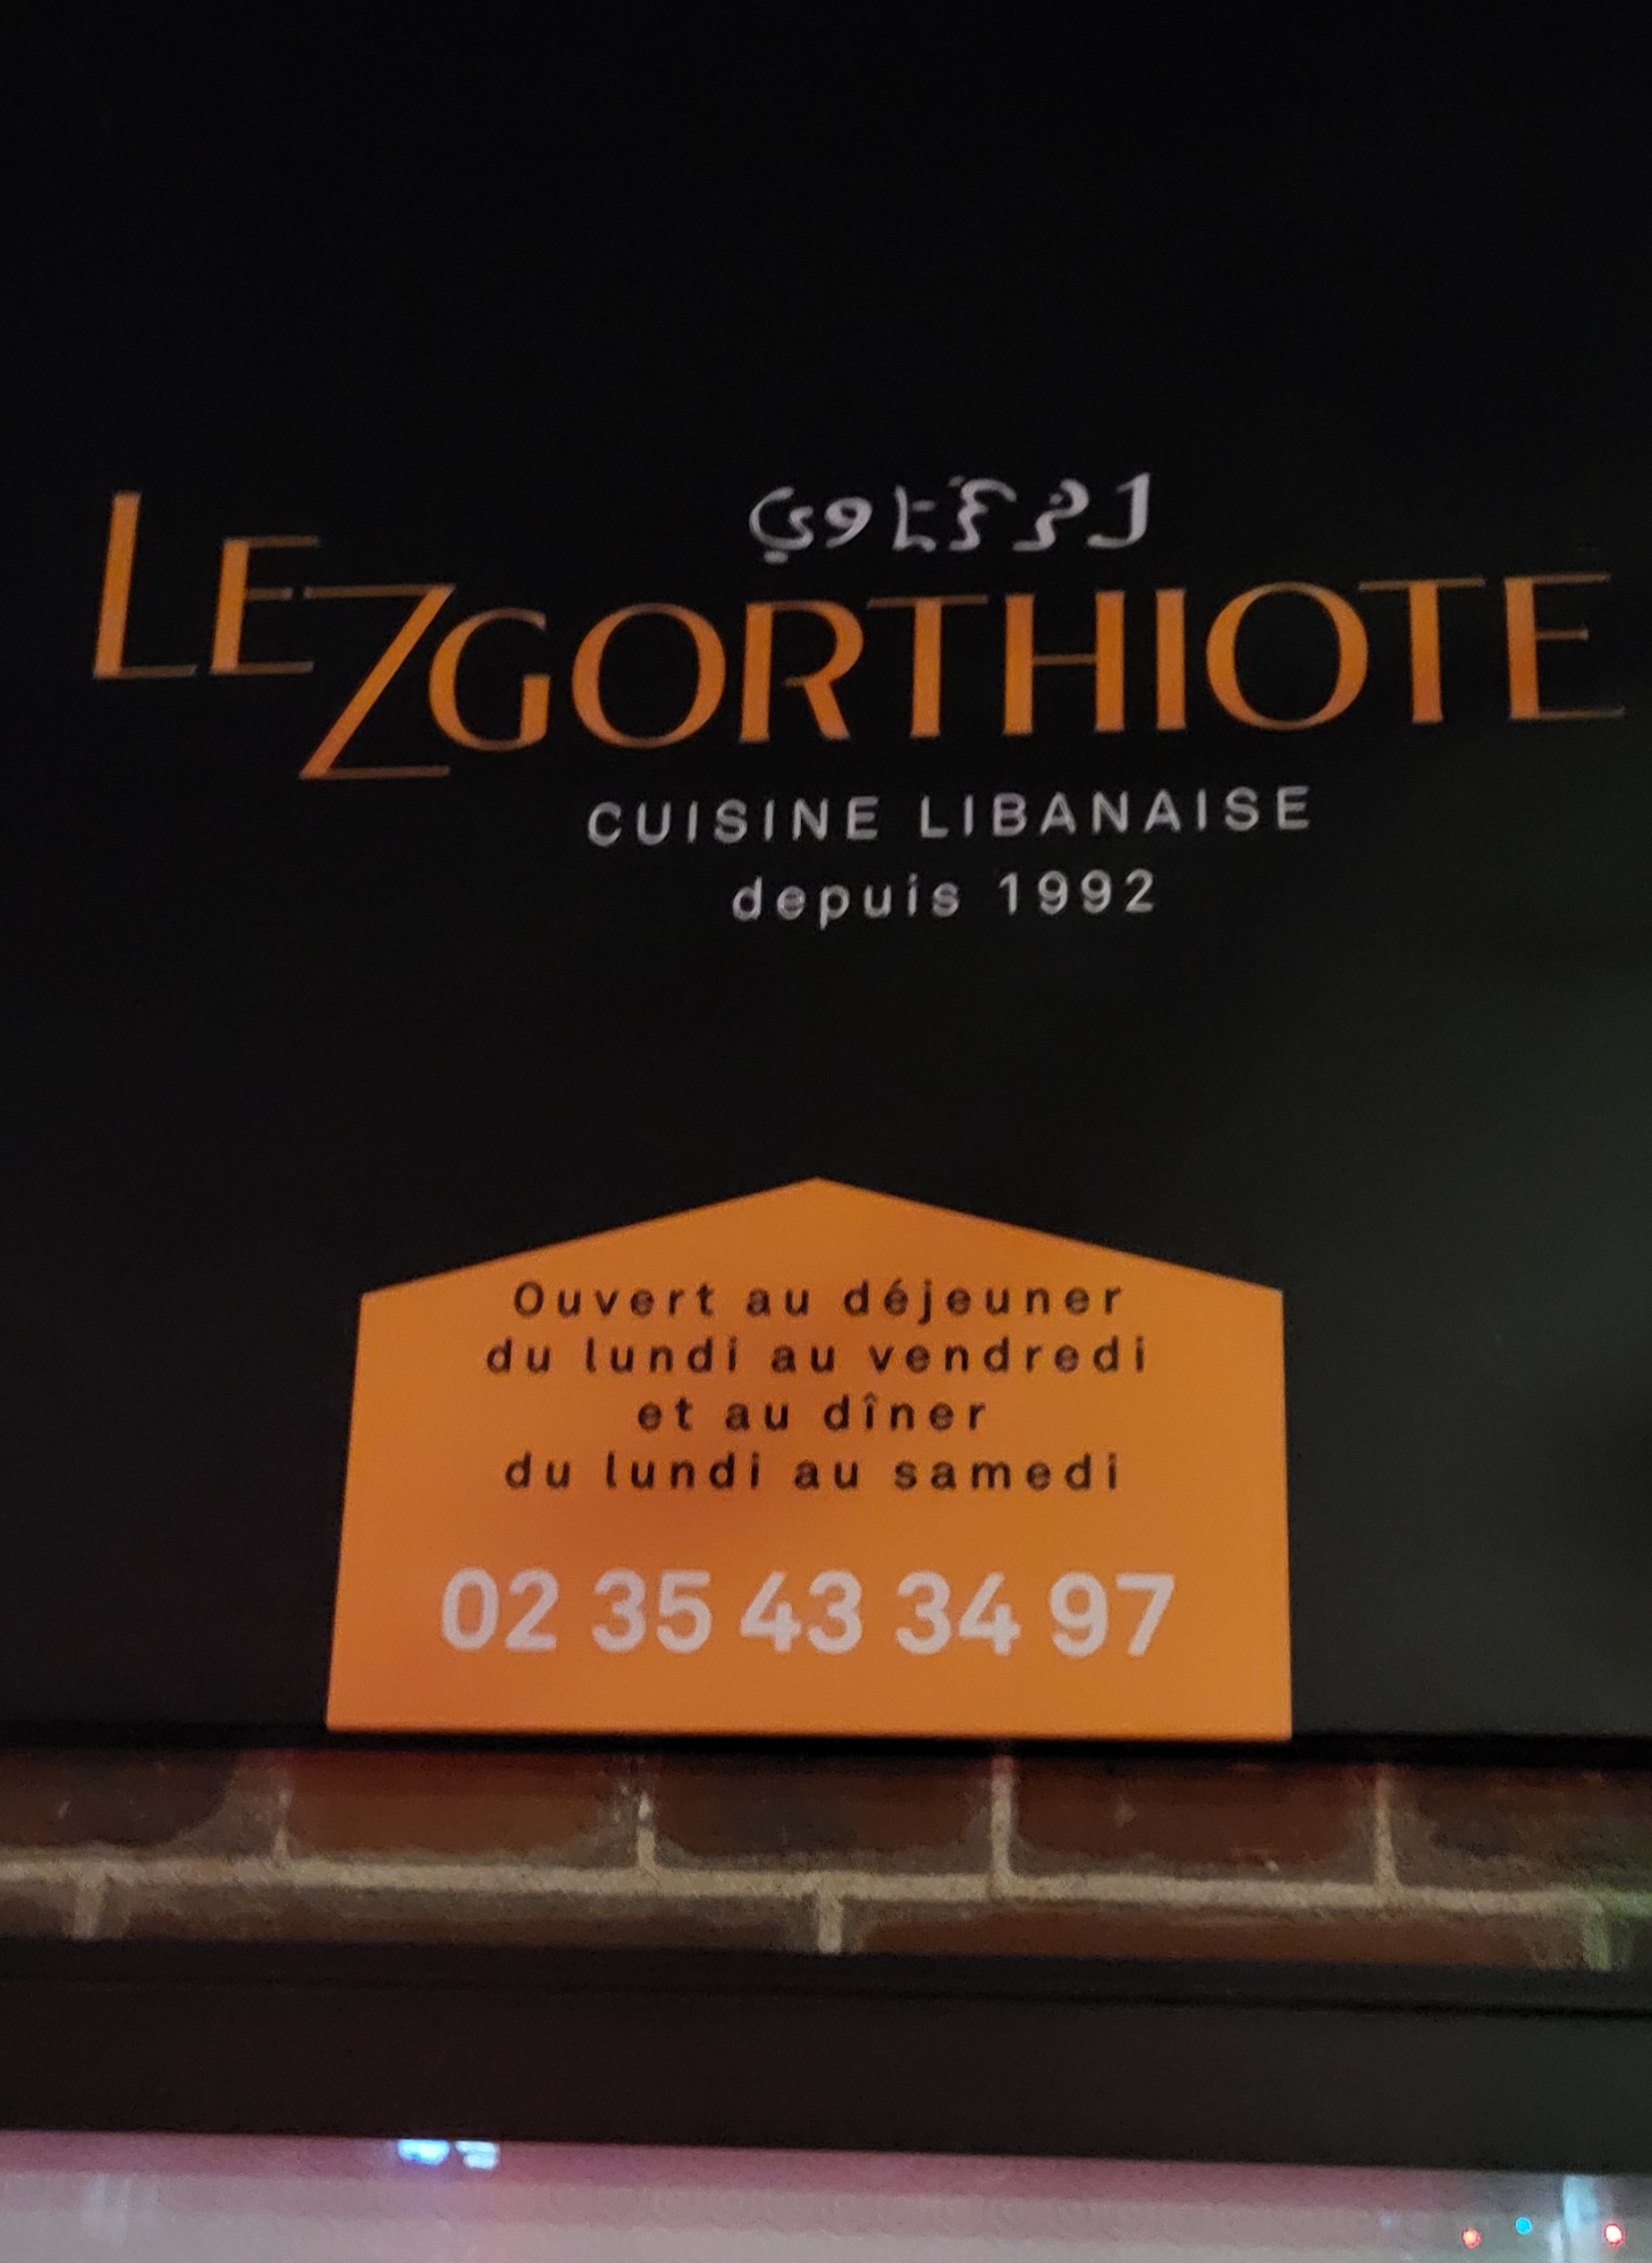 LE ZGORTHIOTE
CUISINE LIBANAISE
depuis 1992
Ouvert au déjeuner
du lundi au vendredi
et au dîner
du lundi au samedi
02 35 43 34 97